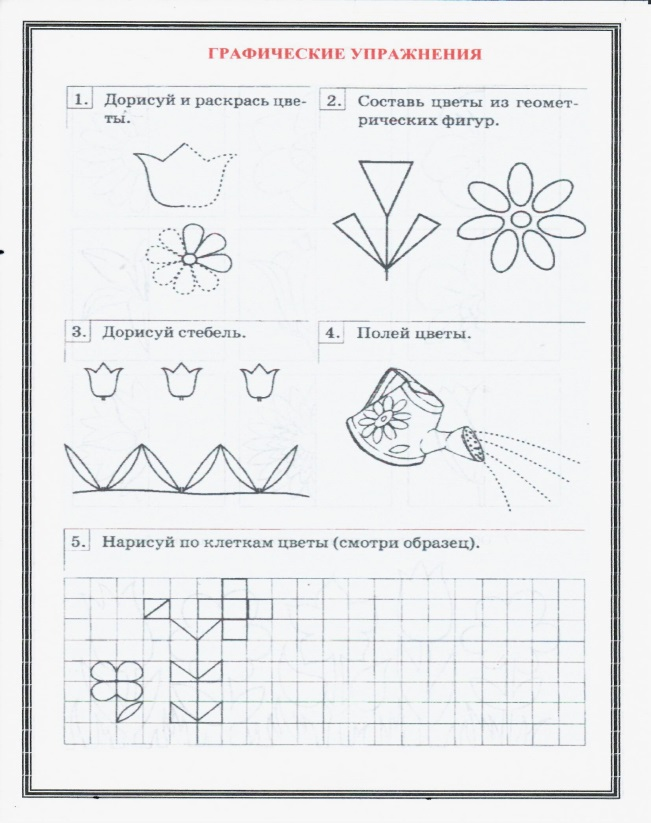 ГРАФИЧЕСКИЕ УПРАЖНЕНИЯ
1. Дорисуй и раскрась цве-
ты.
2. Составь цветы из геомет-
рических фигур.
3. Дорисуй стебель.
4. Полей цветы.
5. Нарисуй по клеткам цветы (смотри образец).